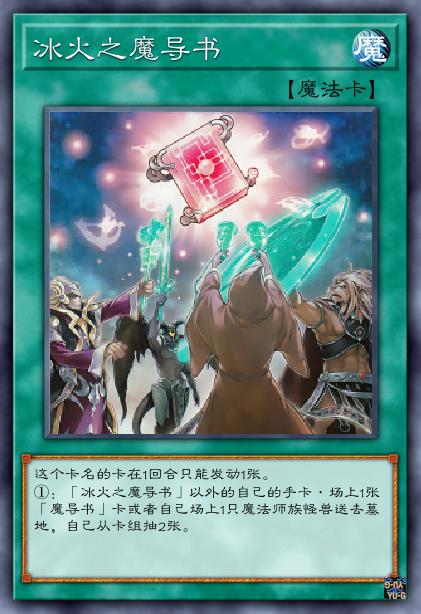 冰火之魔导书
魔
【魔法卡】
这个卡名的卡在1回合只能发动1张。
①：「冰火之魔导书」以外的自己的手卡·场上1张
「魔导书」卡或者自己场上1只魔法师族怪兽送去墓
地，自己从卡组抽2张。